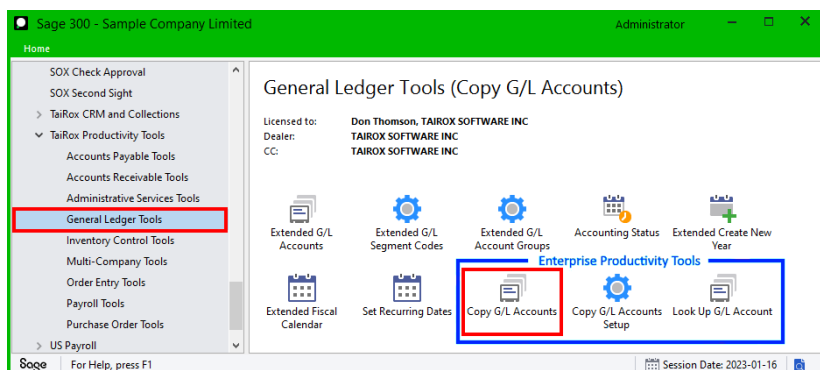 Sage 300 - Sample Company Limited
Administrator
Home
SOX Check Approval
SOX Second Sight
TaiRox CRM and Collections
TaiRox Productivity Tools
Accounts Payable Tools
Accounts Receivable Tools
Administrative Services Tools
General Ledger Tools
Inventory Control Tools
Multi-Company Tools
Order Entry Tools
Payroll Tools
Purchase Order Tools
US Payroll
General Ledger Tools (Copy G/L Accounts)
Licensed to: Don Thomson, TAIROX SOFTWARE INC
Dealer: TAIROX SOFTWARE INC
CC: TAIROX SOFTWARE INC
Extended G/L
Accounts
Extended G/L
Segment Codes
Extended G/L
Account Groups
Accounting Status
Extended Create New
Year
Enterprise Productivity Tools
Extended Fiscal
Calendar
Set Recurring Dates
Copy G/L Accounts
Copy G/L Accounts
Setup
Look Up G/L Account
Sage
For Help, press F1
Session Date: 2023-01-16